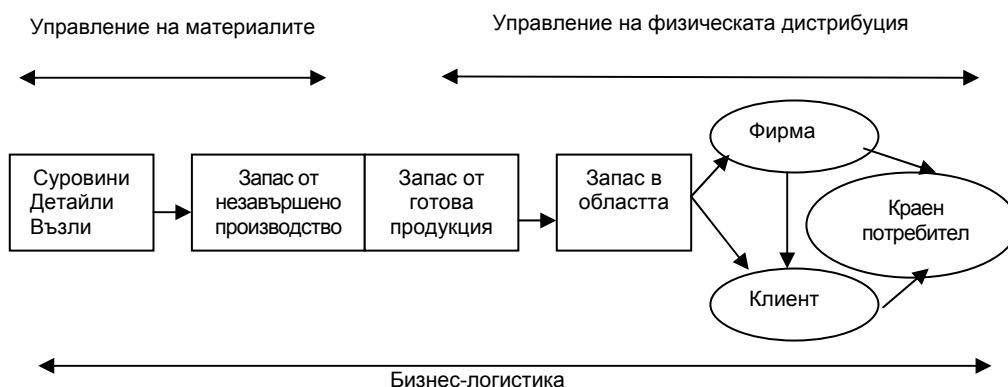 Управление на материалите
Управление на физическата дистрибуция
Суровини
Детайли
Възли
Запас от
незавършено
производство
Запас от
готова
продукция
Запас в
областта
Фирма
Клиент
Краен
потребител
Бизнес-логистика